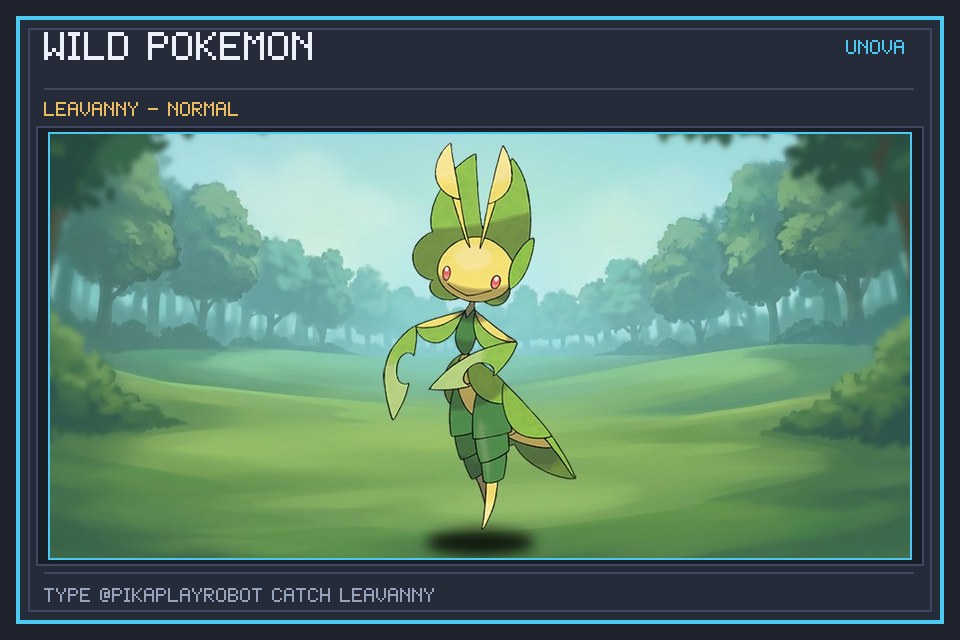 WILD POKEMON
UNOVA
LEAVANNY - NORMAL
TYPE @PIKAPLAYROBOT CATCH LEAVANNY